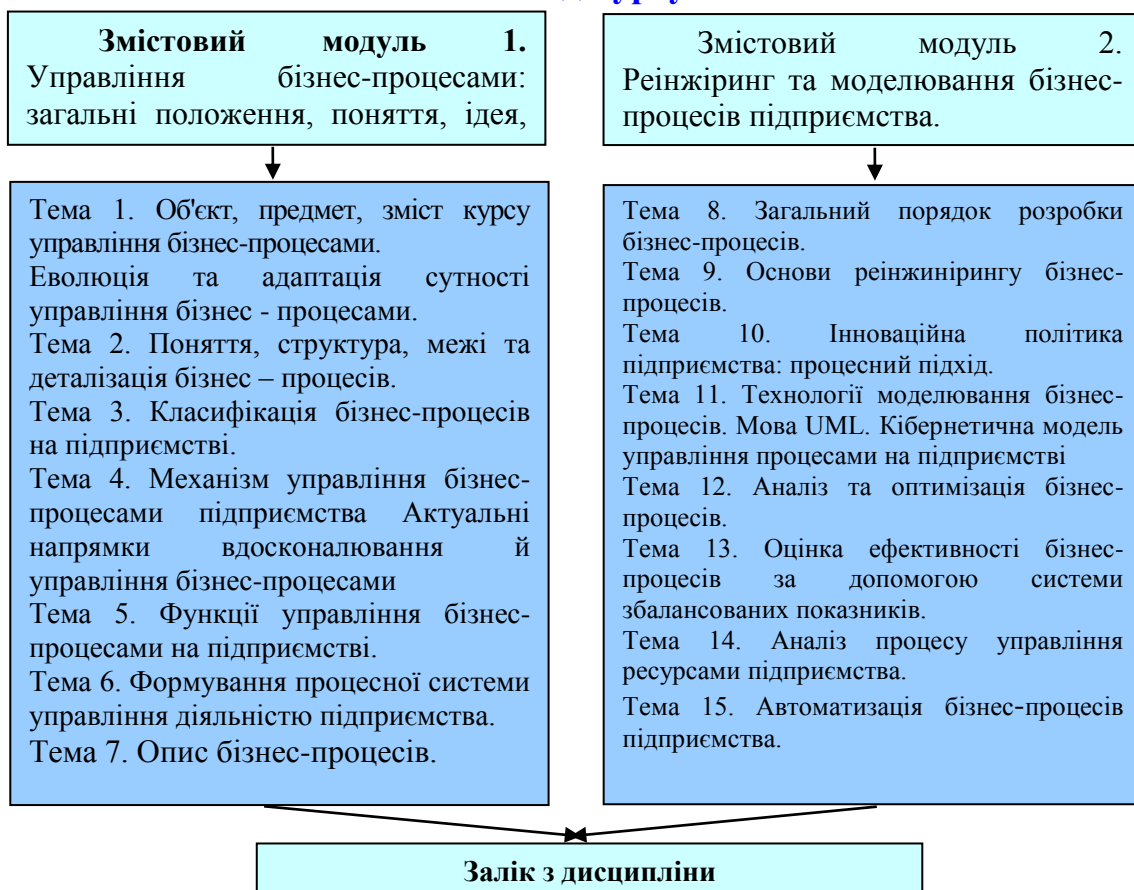 Змістовий модуль 1.
Управління бізнес-процесами:
загальні положення, поняття, ідея,
Тема 1. Об'єкт, предмет, зміст курсу
управління бізнес-процесами.
Еволюція та адаптація сутності
управління бізнес - процесами.
Тема 2. Поняття, структура, межі та
деталізація бізнес – процесів.
Тема 3. Класифікація бізнес-процесів
на підприємстві.
Тема 4. Механізм управління бізнес-
процесами підприємства Актуальні
напрямки вдосконалювання й
управління бізнес-процесами
Тема 5. Функції управління бізнес-
процесами на підприємстві.
Тема 6. Формування процесної системи
управління діяльністю підприємства.
Тема 7. Опис бізнес-процесів.
Змістовий модуль 2.
Реінжіринг та моделювання бізнес-
процесів підприємства.
Тема 8. Загальний порядок розробки
бізнес-процесів.
Тема 9. Основи реінжинірингу бізнес-
процесів.
Тема 10. Інноваційна політика
підприємства: процесний підхід.
Тема 11. Технології моделювання бізнес-
процесів. Мова UML. Кібернетична модель
управління процесами на підприємстві
Тема 12. Аналіз та оптимізація бізнес-
процесів.
Тема 13. Оцінка ефективності бізнес-
процесів за допомогою системи
збалансованих показників.
Тема 14. Аналіз процесу управління
ресурсами підприємства.
Тема 15. Автоматизація бізнес-процесів
підприємства.
Залік з дисципліни